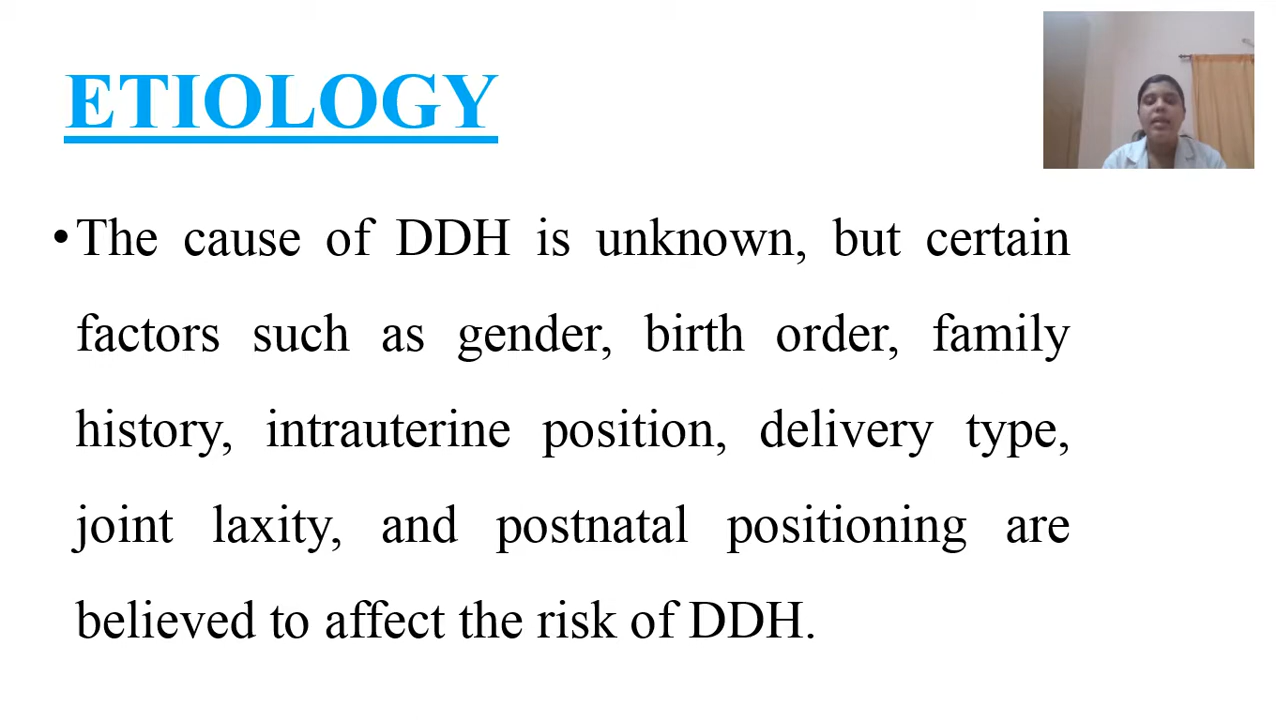 ETIOLOGY
•The cause of DDH is unknown, but certain
factors such as gender, birth order, family
history, intrauterine position, delivery type,
joint laxity, and postnatal positioning are
believed to affect the risk of DDH.